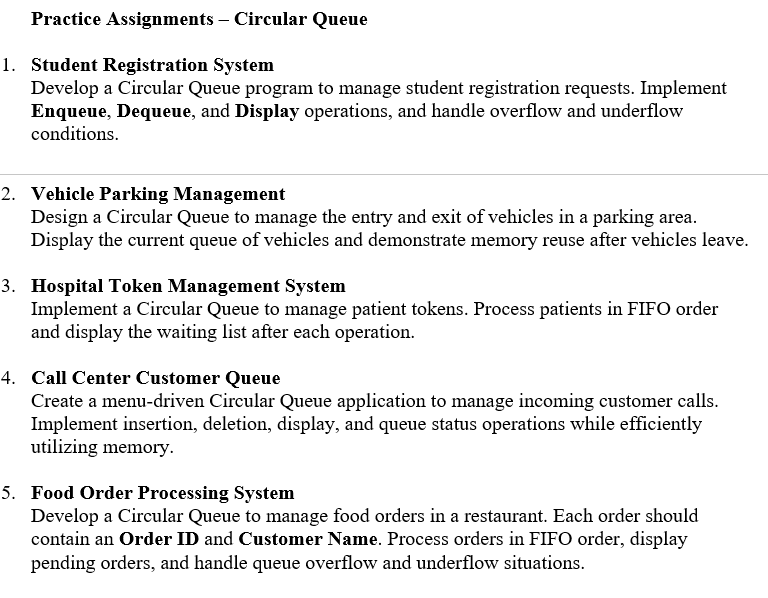 Practice Assignments – Circular Queue
1. Student Registration System
Develop a Circular Queue program to manage student registration requests. Implement
Enqueue, Dequeue, and Display operations, and handle overflow and underflow
conditions.
2. Vehicle Parking Management
Design a Circular Queue to manage the entry and exit of vehicles in a parking area.
Display the current queue of vehicles and demonstrate memory reuse after vehicles leave.
3. Hospital Token Management System
Implement a Circular Queue to manage patient tokens. Process patients in FIFO order
and display the waiting list after each operation.
4. Call Center Customer Queue
Create a menu-driven Circular Queue application to manage incoming customer calls.
Implement insertion, deletion, display, and queue status operations while efficiently
utilizing memory.
5. Food Order Processing System
Develop a Circular Queue to manage food orders in a restaurant. Each order should
contain an Order ID and Customer Name. Process orders in FIFO order, display
pending orders, and handle queue overflow and underflow situations.